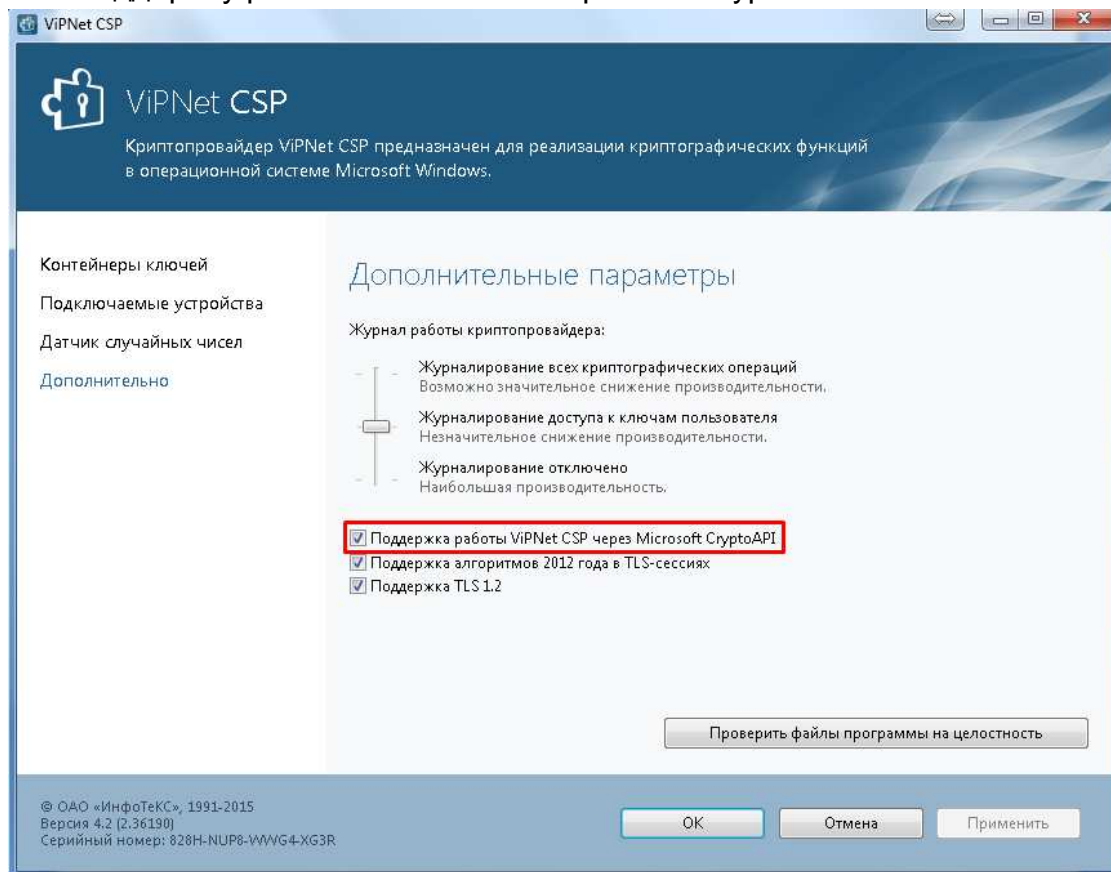 ViPNet CSP
ViPNet CSP
Криптопровайдер ViPNet CSP предназначен для реализации криптографических функций
в операционной системе Microsoft Windows.
Контейнеры ключей
Подключаемые устройства
Датчик случайных чисел
Дополнительно
Дополнительные параметры
Журнал работы криптопровайдера:
Журналирование всех криптографических операций
Возможно значительное снижение производительности.
Журналирование доступа к ключам пользователя
Незначительное снижение производительности.
Журналирование отключено
Наибольшая производительность.
Поддержка работы ViPNet CSP через Microsoft CryptoAPI
Поддержка алгоритмов 2012 года в TLS-сессиях
Поддержка TLS 1.2
Проверить файлы программы на целостность
© ОАО «ИнфоТеКС», 1991-2015
Версия 4.2 (2.36190)
Серийный номер: 828H-NUP8-WWG4-XG3R
OK
Отмена
Применить